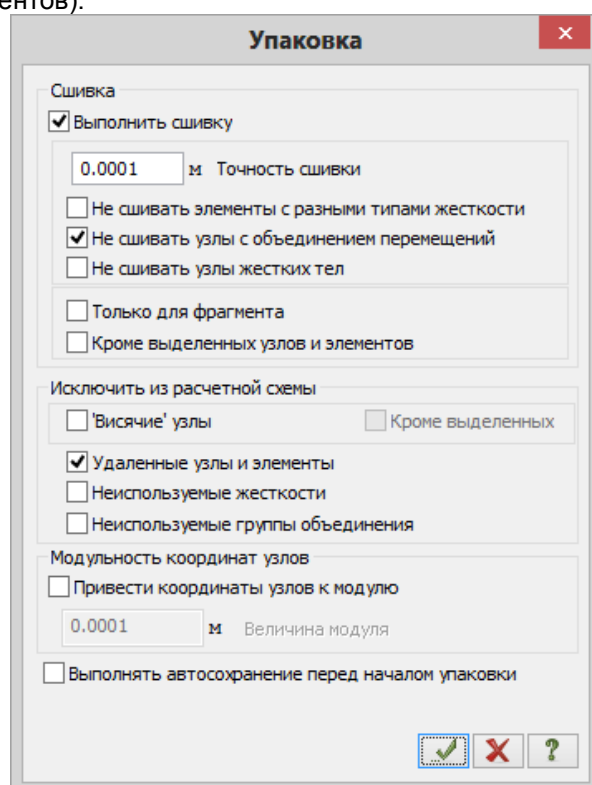 ентов).
Упаковка
Сшивка
Выполнить сшивку
0.0001 м Точность сшивки
Не сшивать элементы с разными типами жесткости
Не сшивать узлы с объединением перемещений
Не сшивать узлы жестких тел
Только для фрагмента
Кроме выделенных узлов и элементов
Исключить из расчетной схемы
'Висячие' узлы Кроме выделенных
Удаленные узлы и элементы
Неиспользуемые жесткости
Неиспользуемые группы объединения
Модульность координат узлов
Привести координаты узлов к модулю
0.0001 м Величина модуля
Выполнять автосохранение перед началом упаковки